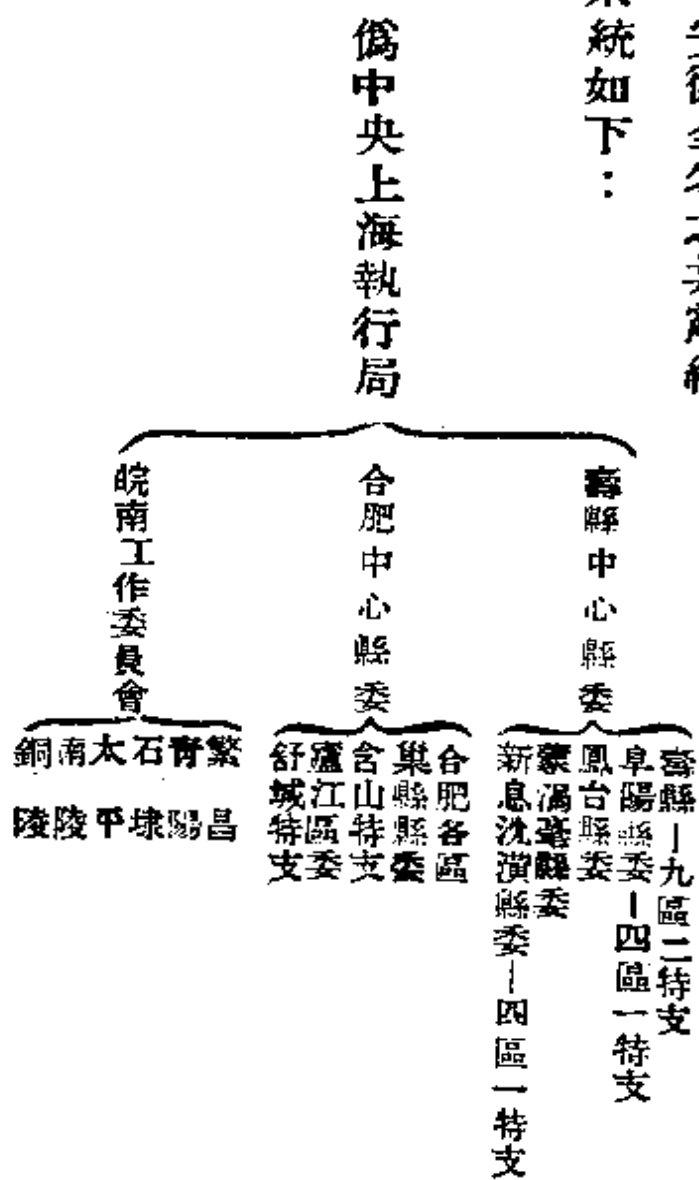 統如下：
僞中央上海執行局
壽縣中心縣委
壽縣－九區二特支
阜陽縣委－四區一特支
鳳台縣委
蒙渦亳縣委
新息沈潢縣委－四區一特支
合肥中心縣委
合肥各區
巢縣縣委
含山特支
廬江區委
舒城特支
皖南工作委員會
繁昌
青陽
石埭
太平
南陵
銅陵